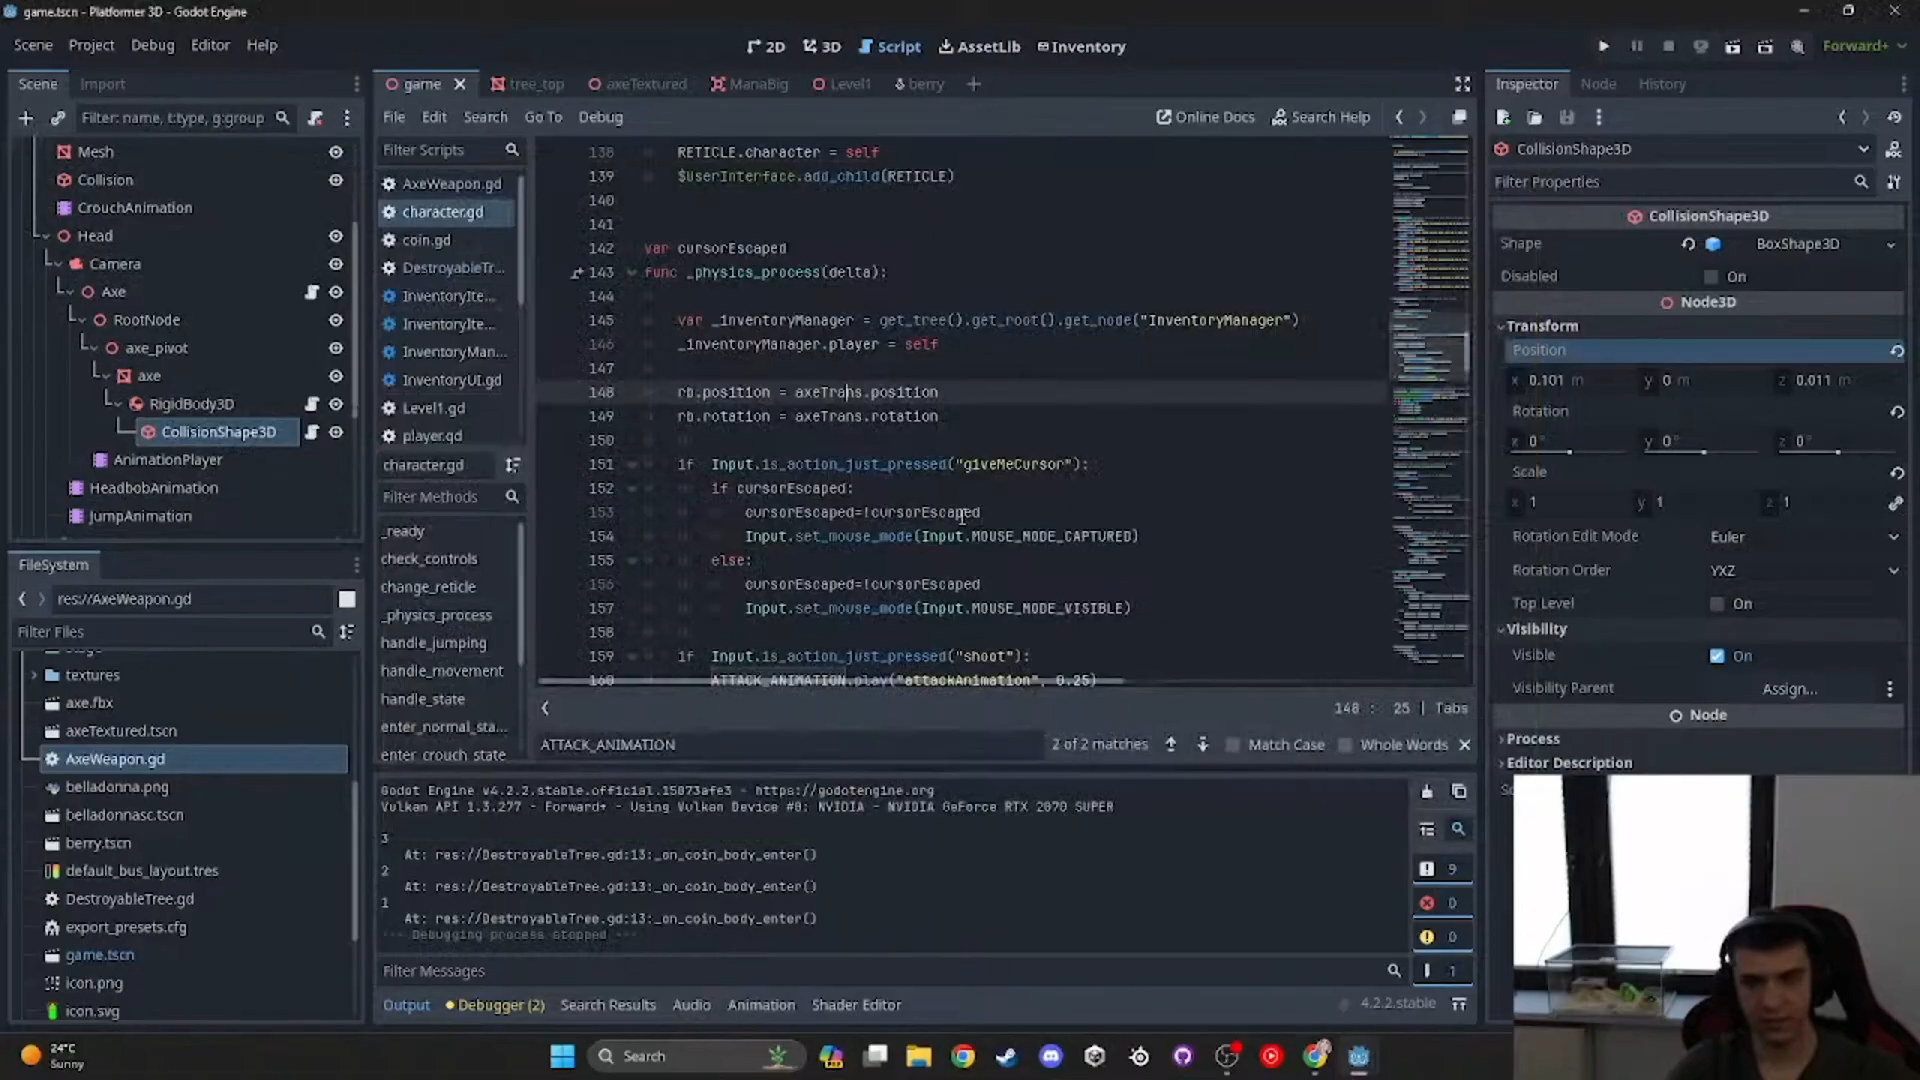 game.tscn - Platformer 3D - Godot Engine
Scene Project Debug Editor Help
2D 3D Script AssetLib Inventory
Forward+
Scene Import
Filter: name, t:type, g:group
Mesh
Collision
CrouchAnimation
Head
Camera
Axe
RootNode
axe_pivot
axe
RigidBody3D
CollisionShape3D
AnimationPlayer
HeadbobAnimation
JumpAnimation
FileSystem
res://AxeWeapon.gd
Filter Files
textures
axe.fbx
axeTextured.tscn
AxeWeapon.gd
belladonna.png
belladonnasc.tscn
berry.tscn
default_bus_layout.tres
DestroyableTree.gd
export_presets.cfg
game.tscn
icon.png
icon.svg
game tree_top axeTextured ManaBig Level1 berry
File Edit Search Go To Debug
Online Docs Search Help
Filter Scripts
AxeWeapon.gd
character.gd
coin.gd
DestroyableTr...
InventoryIte...
InventoryIte...
InventoryMan...
InventoryUI.gd
Level1.gd
player.gd
character.gd
Filter Methods
_ready
check_controls
change_reticle
_physics_process
handle_jumping
handle_movement
handle_state
enter_normal_sta...
enter_crouch_state
138 RETICLE.character = self
139 $UserInterface.add_child(RETICLE)
140
141
142 var cursorEscaped
143 func _physics_process(delta):
144
145 var _inventoryManager = get_tree().get_root().get_node("InventoryManager")
146 _inventoryManager.player = self
147
148 rb.position = axeTrans.position
149 rb.rotation = axeTrans.rotation
150
151 if Input.is_action_just_pressed("giveMeCursor"):
152 if cursorEscaped:
153 cursorEscaped=!cursorEscaped
154 Input.set_mouse_mode(Input.MOUSE_MODE_CAPTURED)
155 else:
156 cursorEscaped=!cursorEscaped
157 Input.set_mouse_mode(Input.MOUSE_MODE_VISIBLE)
158
159 if Input.is_action_just_pressed("shoot"):
160 ATTACK_ANIMATION.play("attackAnimation", 0.25)
148 : 25 | Tabs
ATTACK_ANIMATION 2 of 2 matches Match Case Whole Words
Godot Engine v4.2.2.stable.official.15073afe3 - https://godotengine.org
Vulkan API 1.3.277 - Forward+ - Using Vulkan Device #0: NVIDIA - NVIDIA GeForce RTX 2070 SUPER
3
At: res://DestroyableTree.gd:13:_on_coin_body_enter()
2
At: res://DestroyableTree.gd:13:_on_coin_body_enter()
1
At: res://DestroyableTree.gd:13:_on_coin_body_enter()
--- Debugging process stopped ---
9
0
0
1
Filter Messages
Output Debugger (2) Search Results Audio Animation Shader Editor
4.2.2.stable
Inspector Node History
CollisionShape3D
Filter Properties
CollisionShape3D
Shape BoxShape3D
Disabled On
Node3D
Transform
Position
x 0.101 m y 0 m z 0.011 m
Rotation
x 0° y 0° z 0°
Scale
x 1 y 1 z 1
Rotation Edit Mode Euler
Rotation Order YXZ
Top Level On
Visibility
Visible On
Visibility Parent Assign...
Node
Process
Editor Description
24°C
Sunny
Search